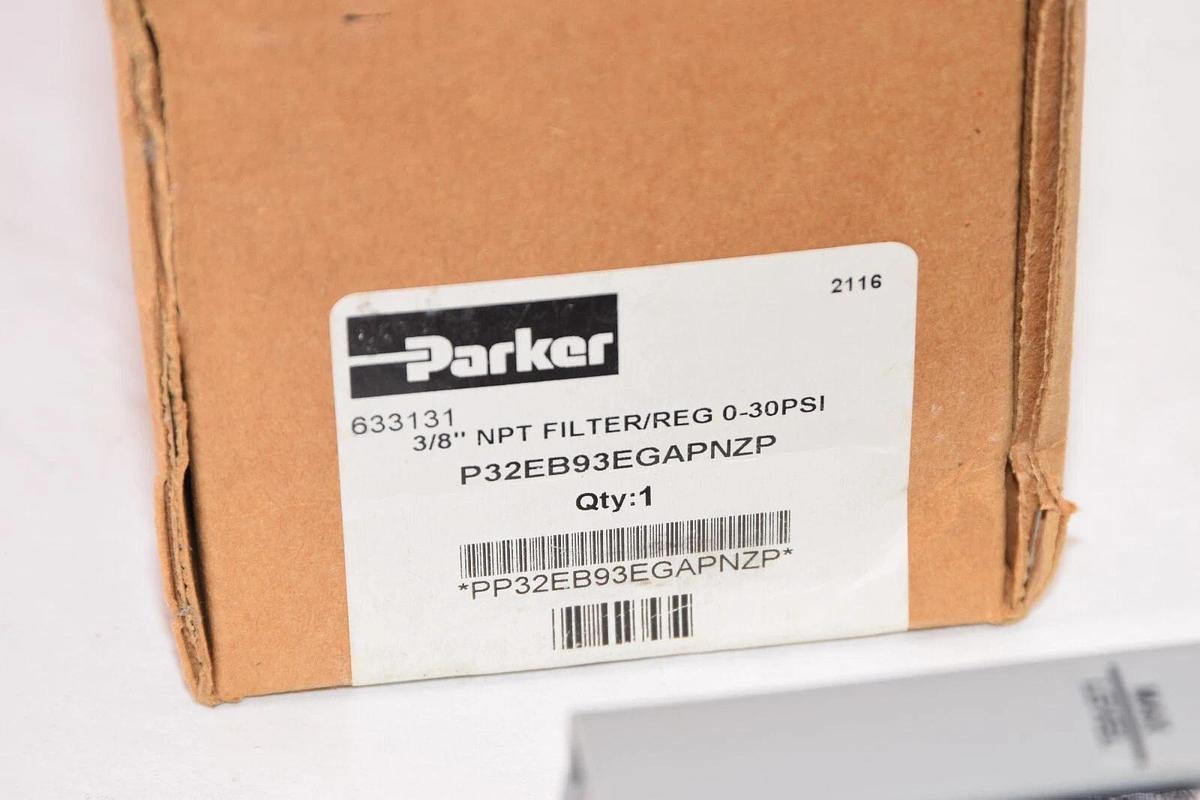 2116
Parker
633131
3/8" NPT FILTER/REG 0-30PSI
P32EB93EGAPNZP
Qty:1
*PP32EB93EGAPNZP*